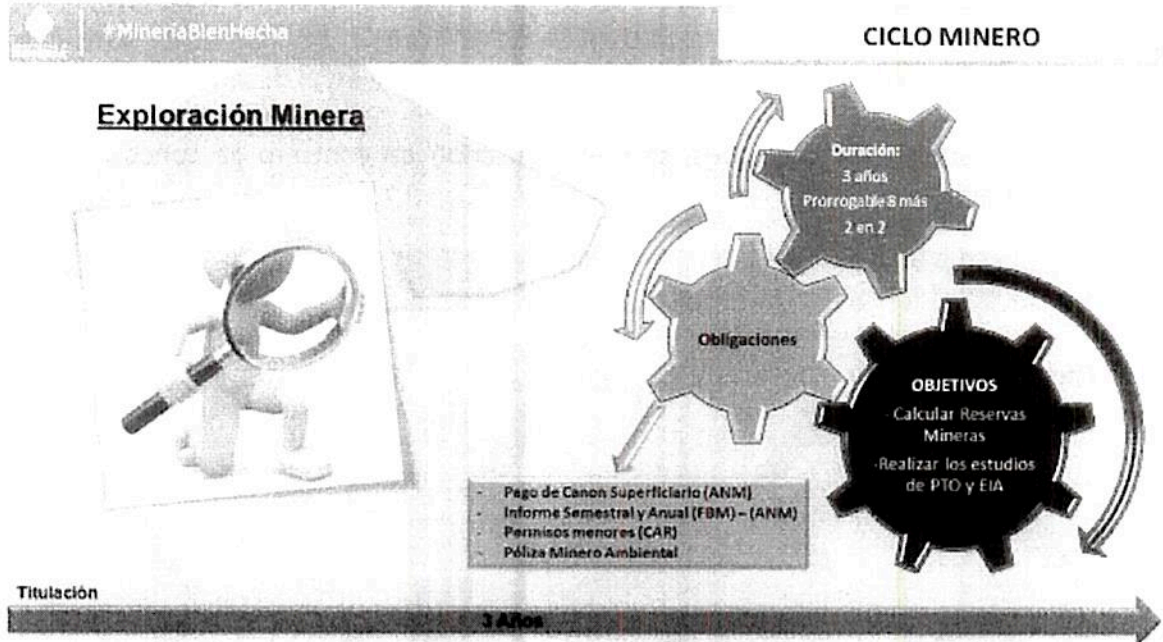 #MineríaBienHecha
CICLO MINERO
Exploración Minera
Duración:
3 años
Prorrogable 8 más
2 en 2
Obligaciones
OBJETIVOS
- Calcular Reservas
Mineras
-Realizar los estudios
de PTO y EIA
- Pago de Canon Superficiario (ANM)
- Informe Semestral y Anual (FBM) – (ANM)
- Permisos menores (CAR)
- Póliza Minero Ambiental
Titulación
3 Años